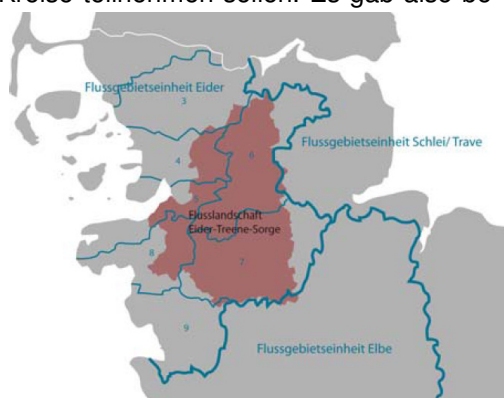 Kreise teilnehmen sollen. Es gab also be
Flussgebietseinheit Eider
3
Flussgebietseinheit Schlei/ Trave
4
6
Flusslandschaft
Eider-Treene-Sorge
8
7
9
Flussgebietseinheit Elbe